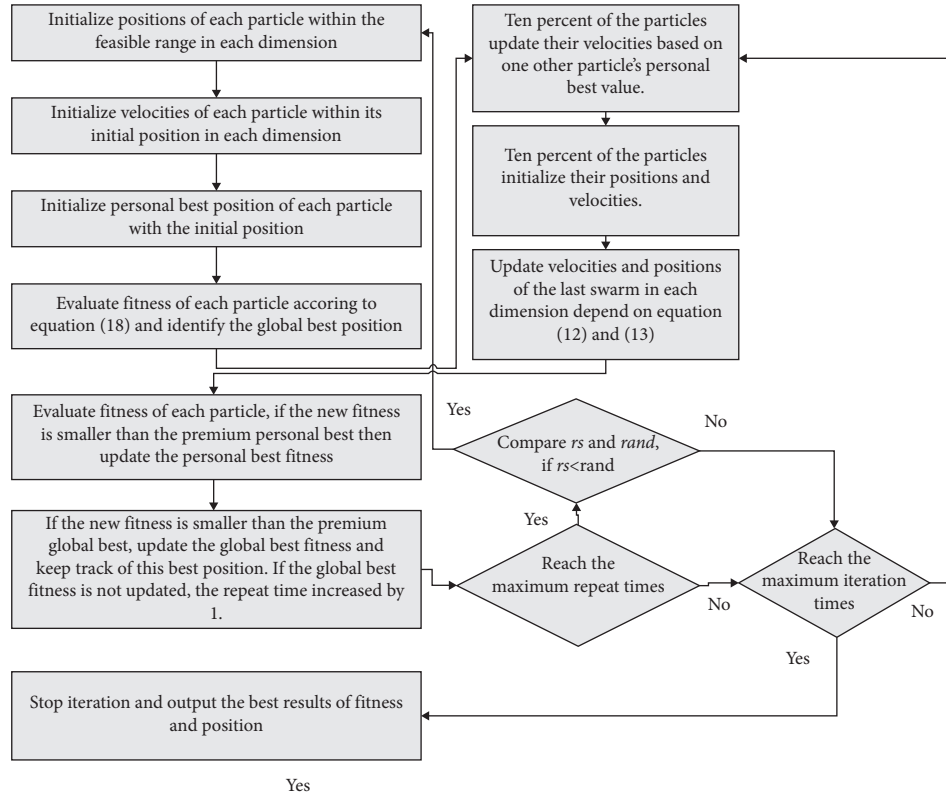 Initialize positions of each particle within the
feasible range in each dimension
Initialize velocities of each particle within its
initial position in each dimension
Initialize personal best position of each particle
with the initial position
Evaluate fitness of each particle accoring to
equation (18) and identify the global best position
Ten percent of the particles
update their velocities based on
one other particle's personal
best value.
Ten percent of the particles
initialize their positions and
velocities.
Update velocities and positions
of the last swarm in each
dimension depend on equation
(12) and (13)
Evaluate fitness of each particle, if the new fitness
is smaller than the premium personal best then
update the personal best fitness
If the new fitness is smaller than the premium
global best, update the global best fitness and
keep track of this best position. If the global best
fitness is not updated, the repeat time increased by
1.
Reach the
maximum repeat times
Yes
Compare rs and rand,
if rs<rand
Yes
No
No
Reach the
maximum iteration
times
No
Yes
Stop iteration and output the best results of fitness
and position
Yes